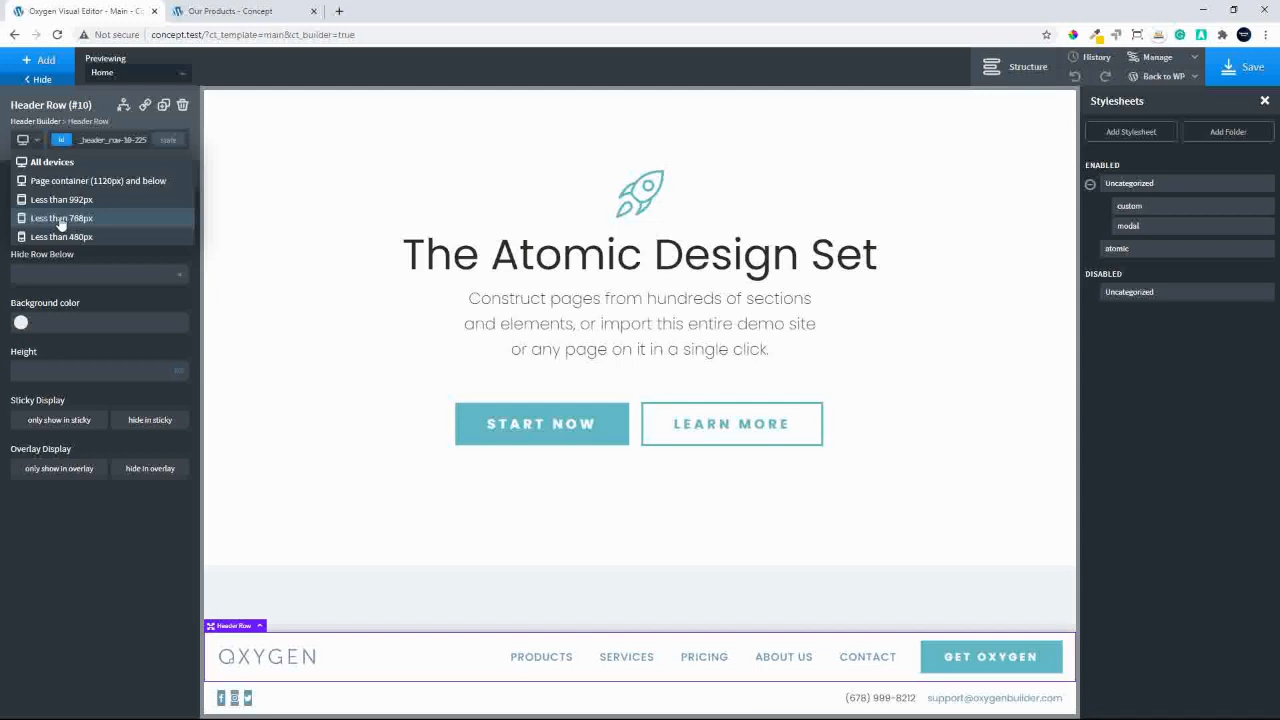 Oxygen Visual Editor - Main - C
Our Products - Concept
Not secure
concept.test/?ct_template=main&ct_builder=true
Add
Hide
Previewing
Home
Structure
History
Manage
Back to WP
Save
Header Row (#10)
Header Builder > Header Row
id
_header_row-10-225
state
All devices
Page container (1120px) and below
Less than 992px
Less than 768px
Less than 480px
Hide Row Below
Background color
Height
Sticky Display
only show in sticky
hide in sticky
Overlay Display
only show in overlay
hide in overlay
The Atomic Design Set
Construct pages from hundreds of sections
and elements, or import this entire demo site
or any page on it in a single click.
START NOW
LEARN MORE
Header Row
OXYGEN
PRODUCTS
SERVICES
PRICING
ABOUT US
CONTACT
GET OXYGEN
(678) 999-8212
support@oxygenbuilder.com
Stylesheets
Add Stylesheet
Add Folder
ENABLED
Uncategorized
custom
modal
atomic
DISABLED
Uncategorized